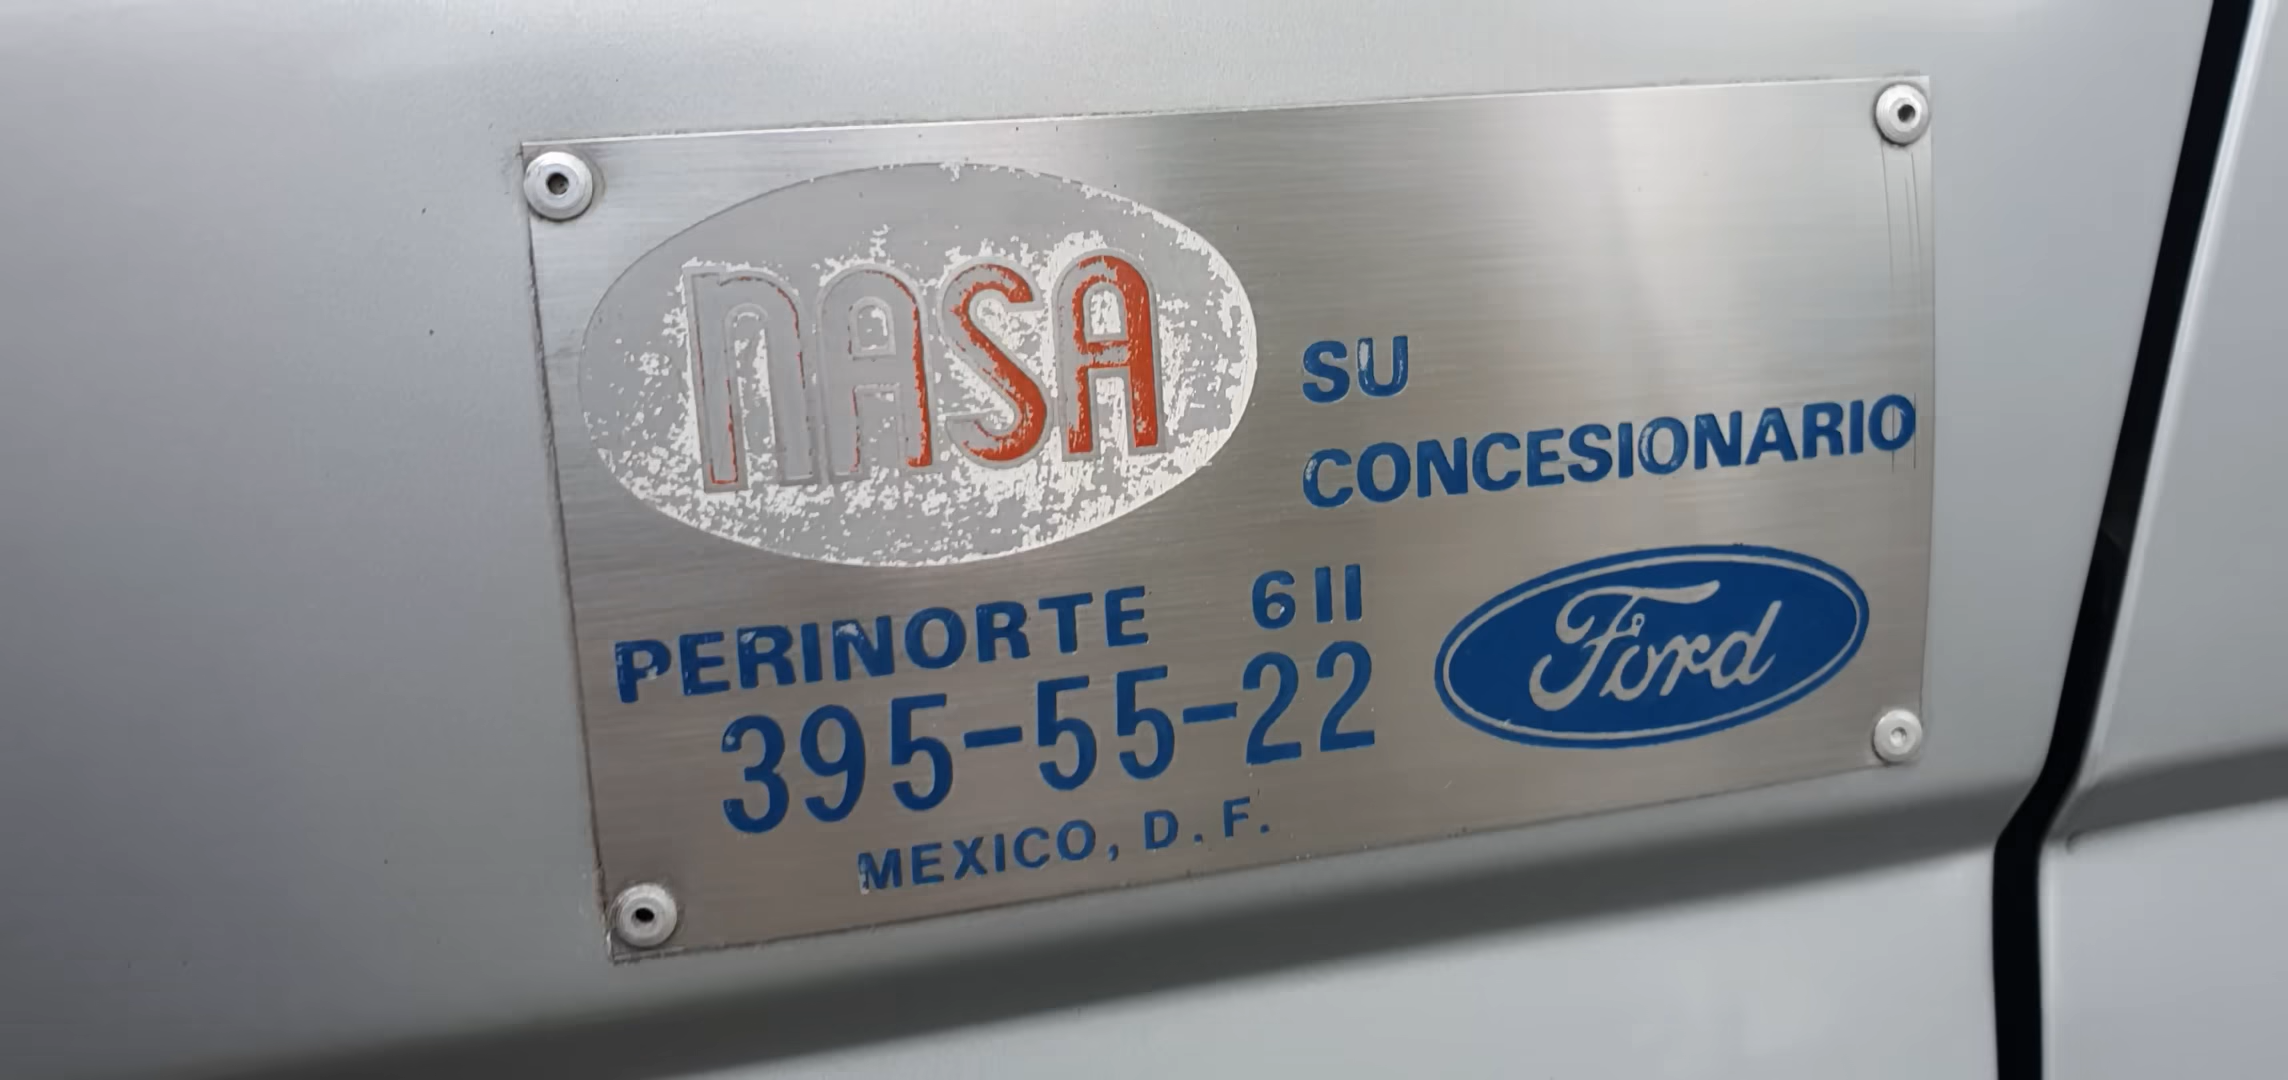 NASA
SU
CONCESIONARIO
PERINORTE 611
395-55-22
Ford
MEXICO, D. F.